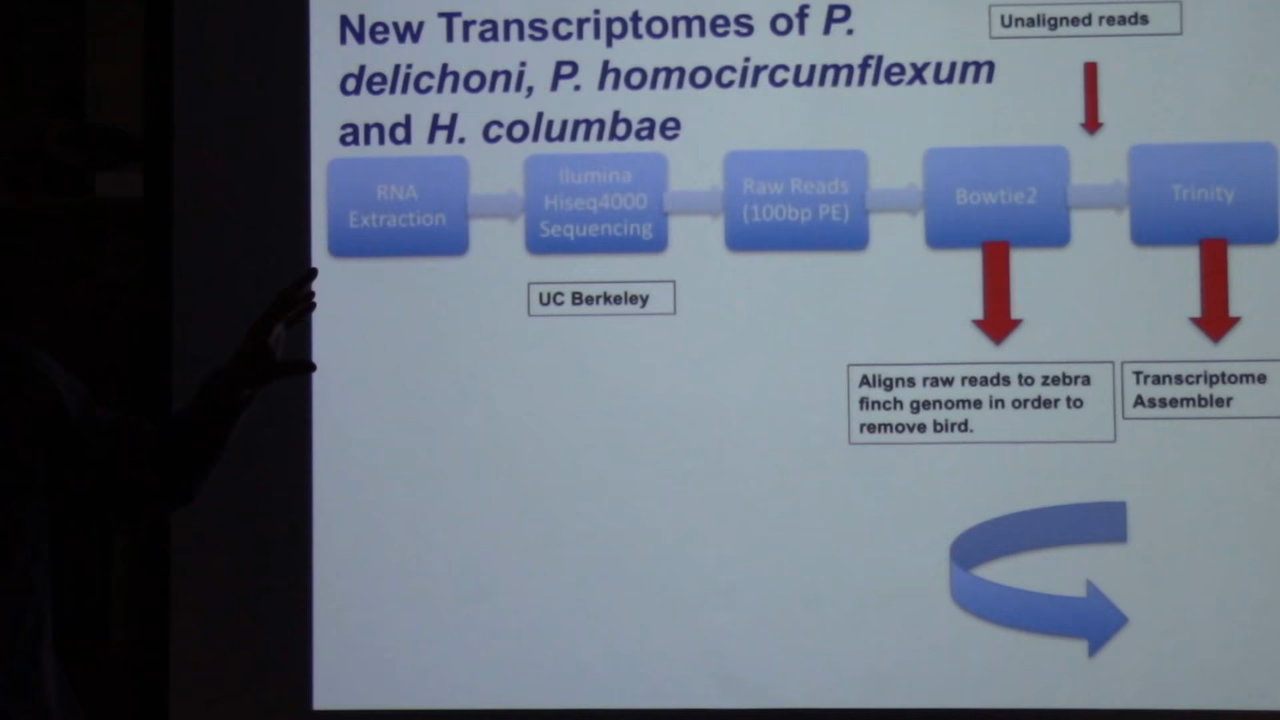 New Transcriptomes of P.
delichoni, P. homocircumflexum
and H. columbae
Unaligned reads
RNA
Extraction
Ilumina
Hiseq4000
Sequencing
Raw Reads
(100bp PE)
Bowtie2
Trinity
UC Berkeley
Aligns raw reads to zebra
finch genome in order to
remove bird.
Transcriptome
Assembler